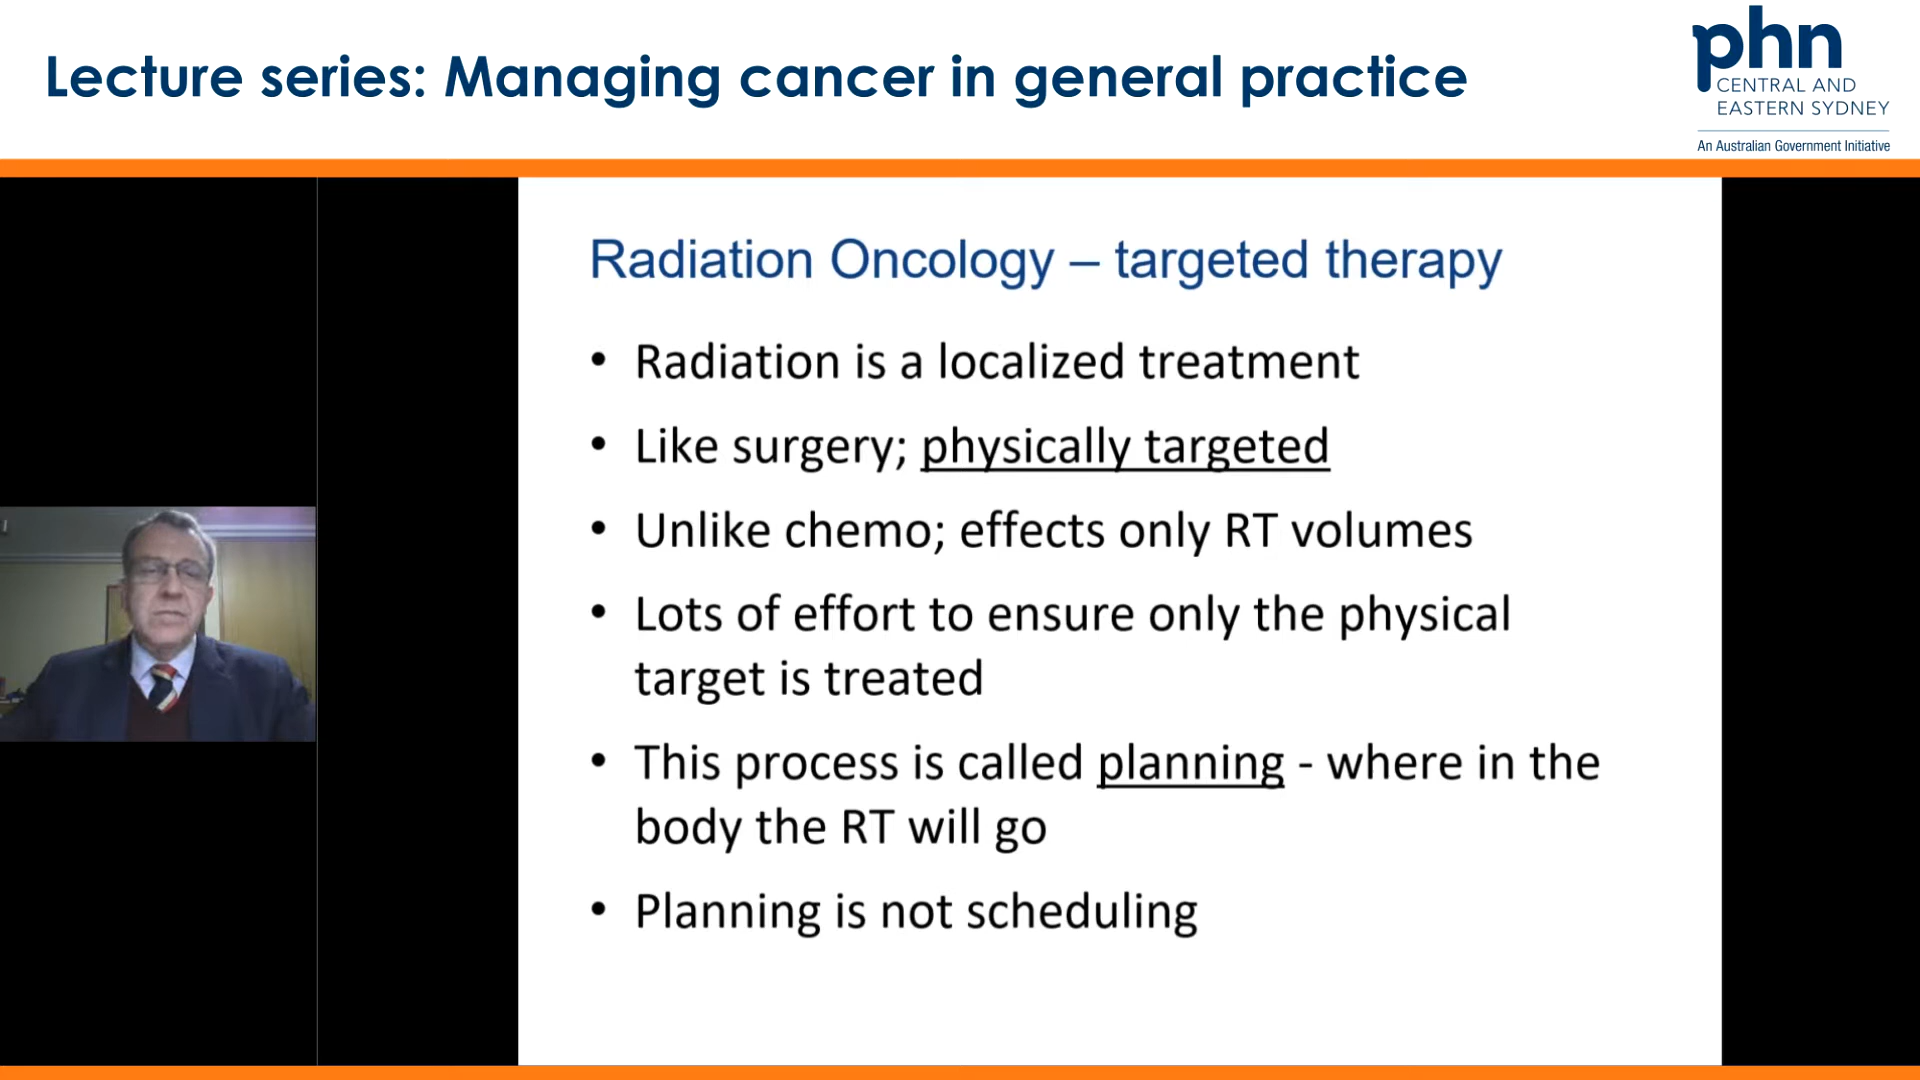 Lecture series: Managing cancer in general practice
phn
CENTRAL AND
EASTERN SYDNEY
An Australian Government Initiative
Radiation Oncology – targeted therapy
• Radiation is a localized treatment
• Like surgery; physically targeted
• Unlike chemo; effects only RT volumes
• Lots of effort to ensure only the physical
target is treated
• This process is called planning - where in the
body the RT will go
• Planning is not scheduling